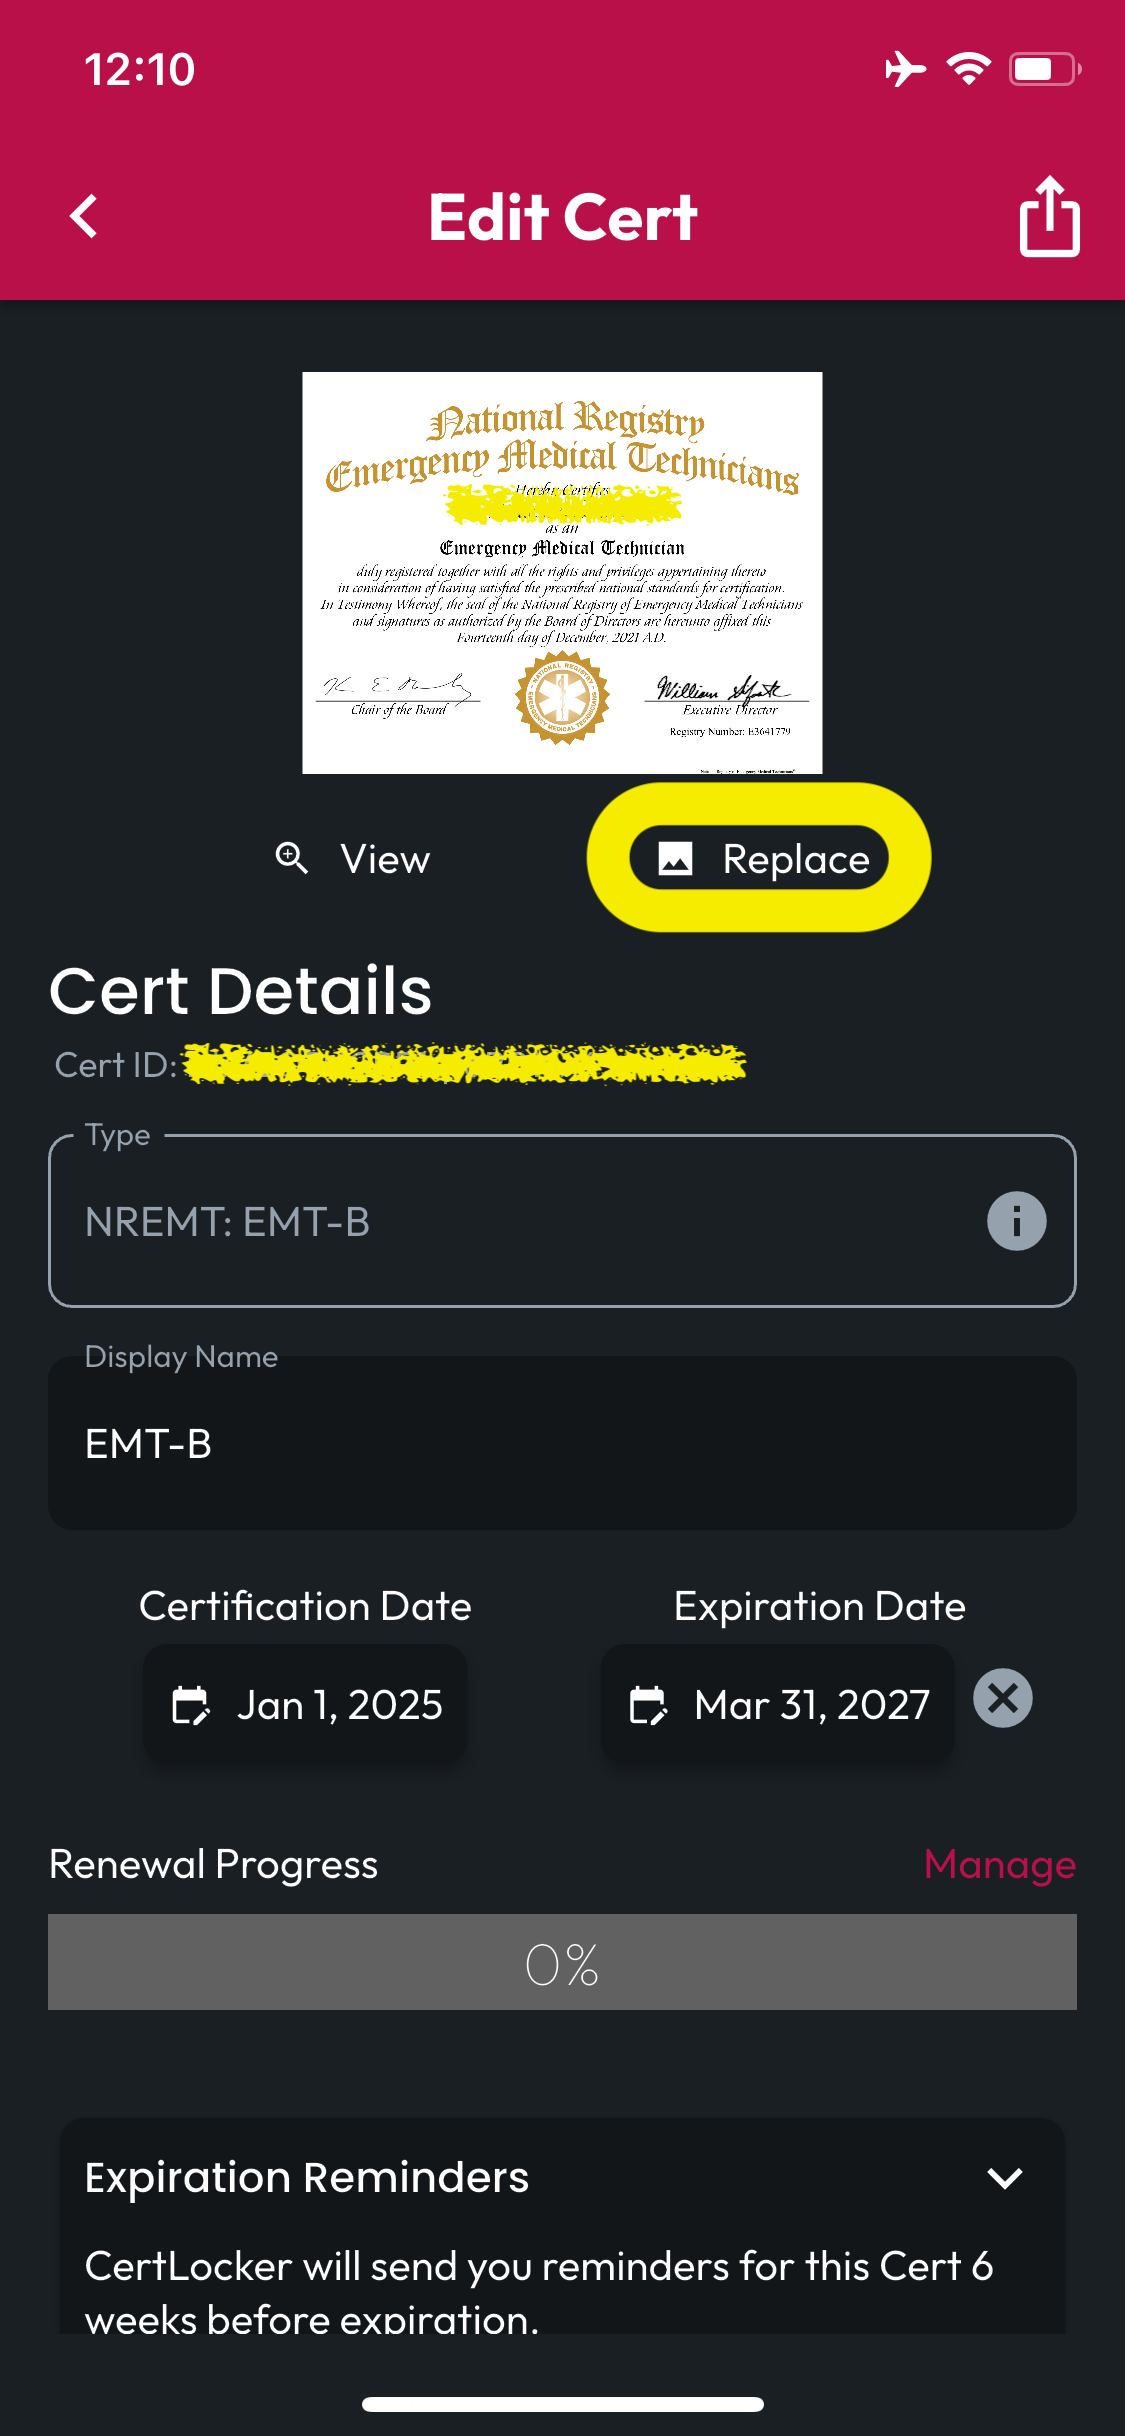 12:10
Edit Cert
National Registry
Emergency Medical Technicians
Hereby Certifies
as an
Emergency Medical Technician
duly registered together with all the rights and privileges appertaining thereto
in consideration of having satisfied the prescribed national standards for certification.
In Testimony Whereof, the seal of the National Registry of Emergency Medical Technicians
and signatures as authorized by the Board of Directors are hereunto affixed this
Fourteenth day of December, 2021 A.D.
NATIONAL REGISTRY
EMERGENCY MEDICAL TECHNICIANS
Chair of the Board
Executive Director
Registry Number: E3641779
View
Replace
Cert Details
Cert ID:
Type
NREMT: EMT-B
Display Name
EMT-B
Certification Date
Expiration Date
Jan 1, 2025
Mar 31, 2027
Renewal Progress
Manage
0%
Expiration Reminders
CertLocker will send you reminders for this Cert 6
weeks before expiration.